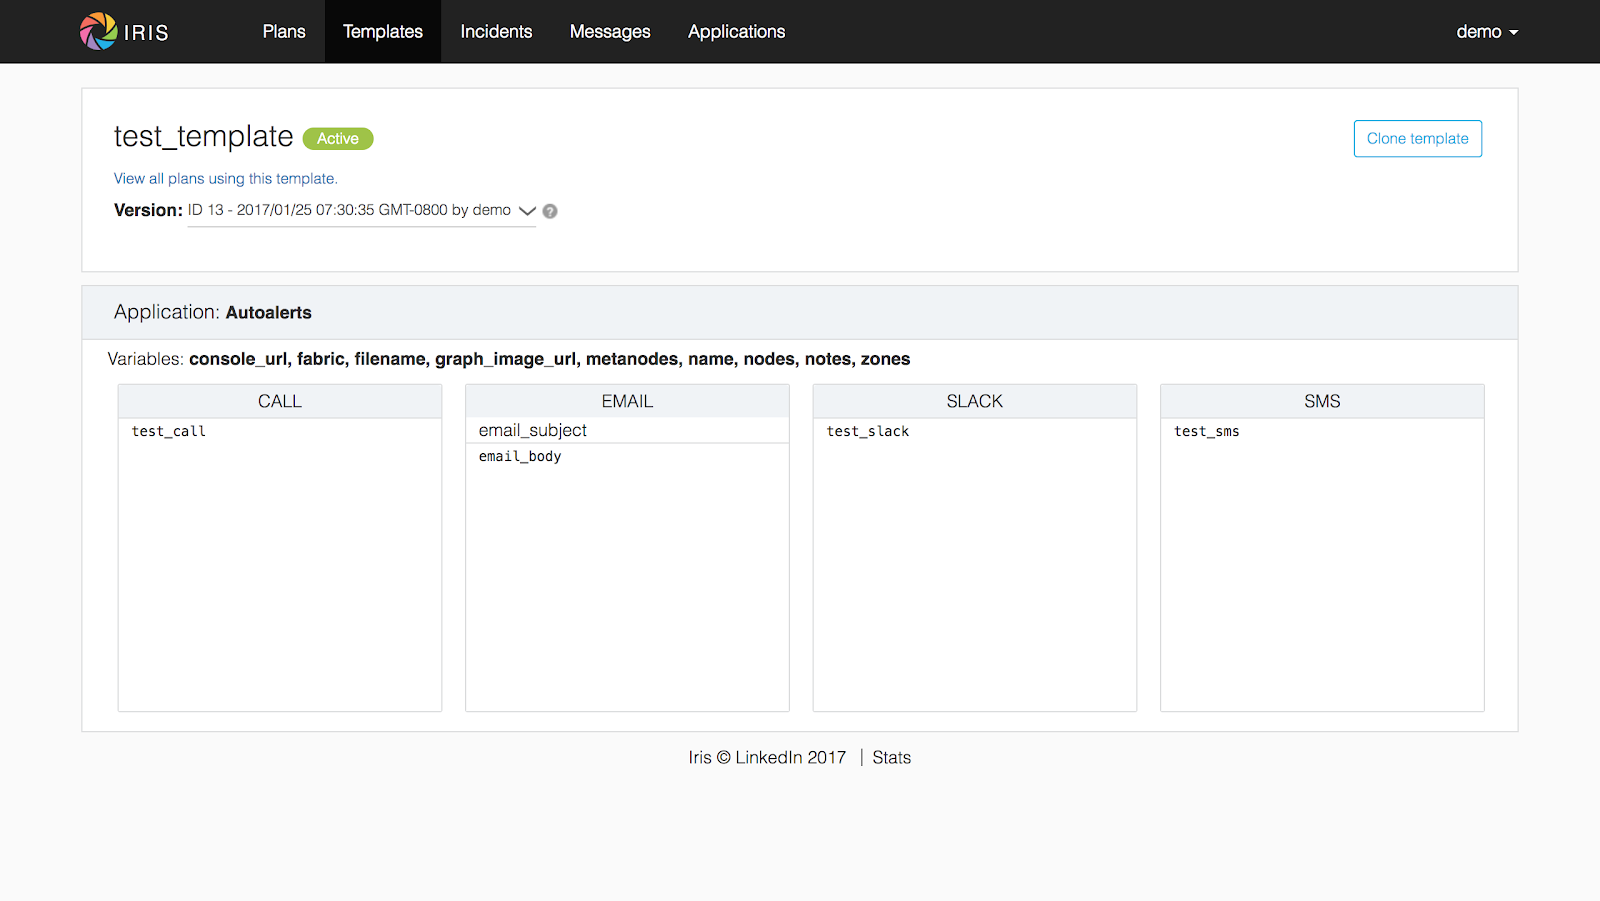 IRIS Plans Templates Incidents Messages Applications demo
test_template Active
Clone template
View all plans using this template.
Version: ID 13 - 2017/01/25 07:30:35 GMT-0800 by demo ?
Application: Autoalerts
Variables: console_url, fabric, filename, graph_image_url, metanodes, name, nodes, notes, zones
CALL
test_call
EMAIL
email_subject
email_body
SLACK
test_slack
SMS
test_sms
Iris © LinkedIn 2017 | Stats